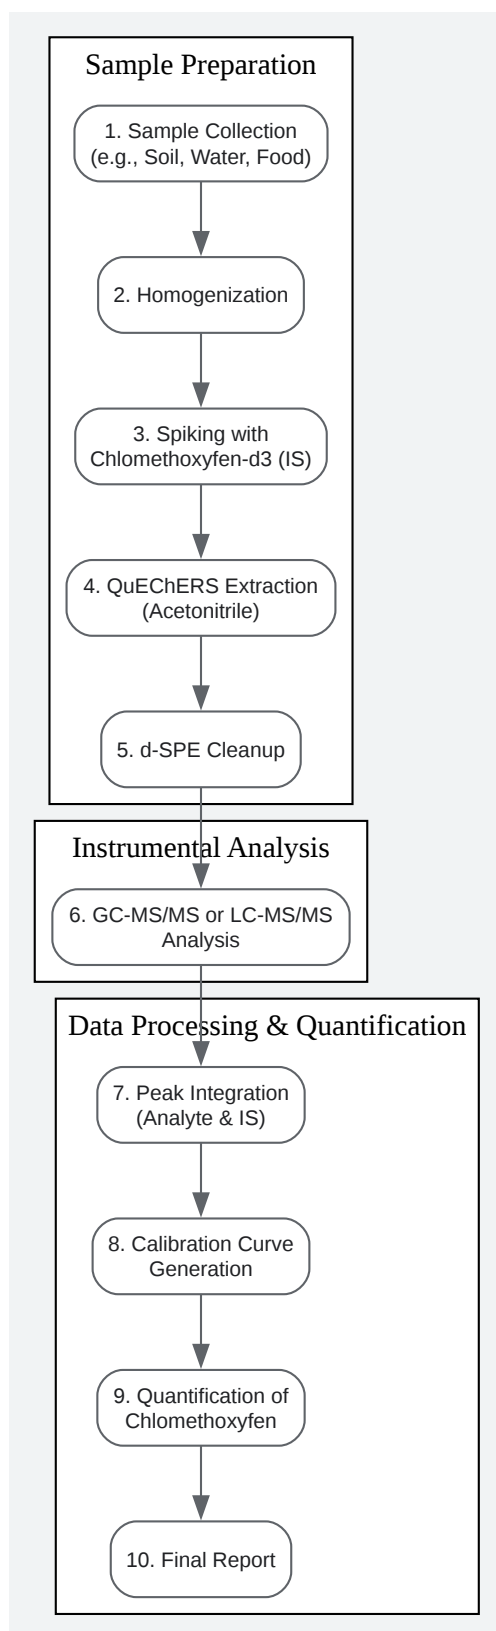 Sample Preparation
1. Sample Collection
(e.g., Soil, Water, Food)
2. Homogenization
3. Spiking with
Chlomethoxyfen-d3 (IS)
4. QuEChERS Extraction
(Acetonitrile)
5. d-SPE Cleanup
Instrumental Analysis
6. GC-MS/MS or LC-MS/MS
Analysis
Data Processing & Quantification
7. Peak Integration
(Analyte & IS)
8. Calibration Curve
Generation
9. Quantification of
Chlomethoxyfen
10. Final Report